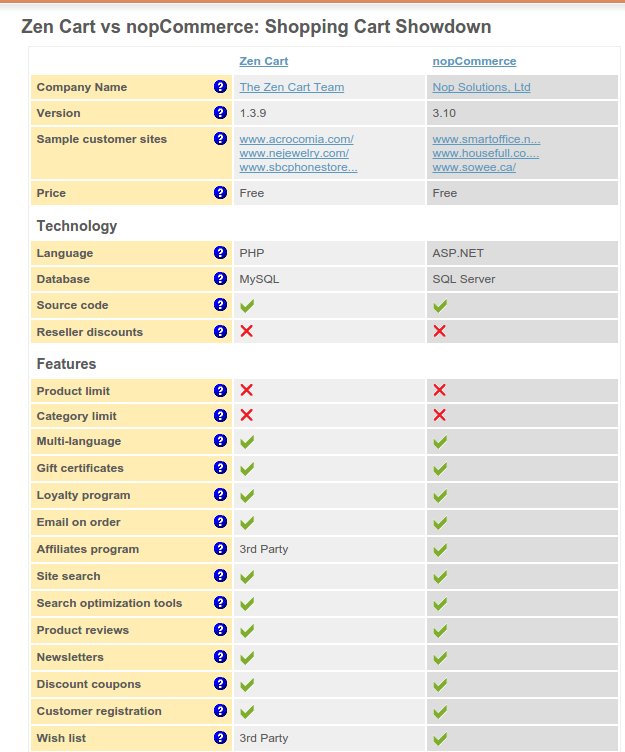 Zen Cart vs nopCommerce: Shopping Cart Showdown
Zen Cart nopCommerce
Company Name ? The Zen Cart Team Nop Solutions, Ltd
Version ? 1.3.9 3.10
Sample customer sites ? www.acrocomia.com/ www.smartoffice.n...
www.nejewelry.com/ www.housefull.co....
www.sbcphonestore... www.sowee.ca/
Price ? Free Free
Technology
Language ? PHP ASP.NET
Database ? MySQL SQL Server
Source code ?
Reseller discounts ?
Features
Product limit ?
Category limit ?
Multi-language ?
Gift certificates ?
Loyalty program ?
Email on order ?
Affiliates program ? 3rd Party
Site search ?
Search optimization tools ?
Product reviews ?
Newsletters ?
Discount coupons ?
Customer registration ?
Wish list ? 3rd Party